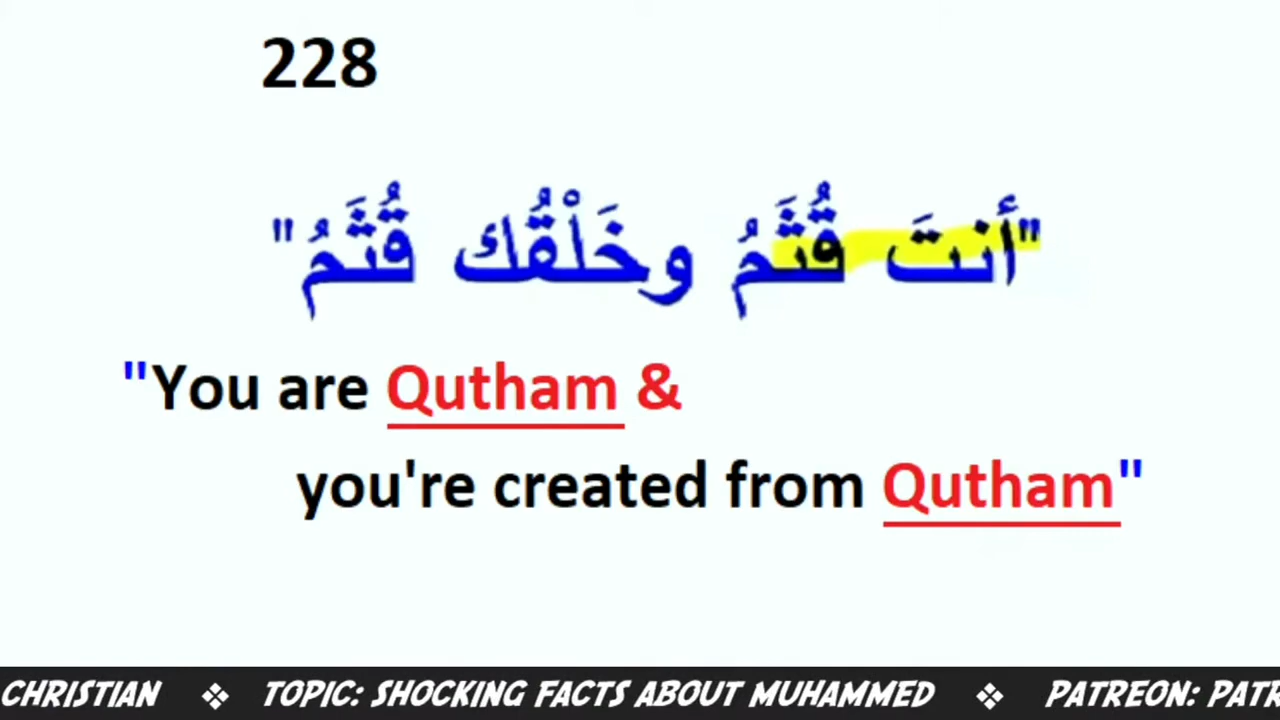 228
"أنتَ قُثَمُ وخَلْقُك قُثَمُ"
"You are Qutham &
you're created from Qutham"
CHRISTIAN ❖ TOPIC: SHOCKING FACTS ABOUT MUHAMMED ❖ PATREON: PATR